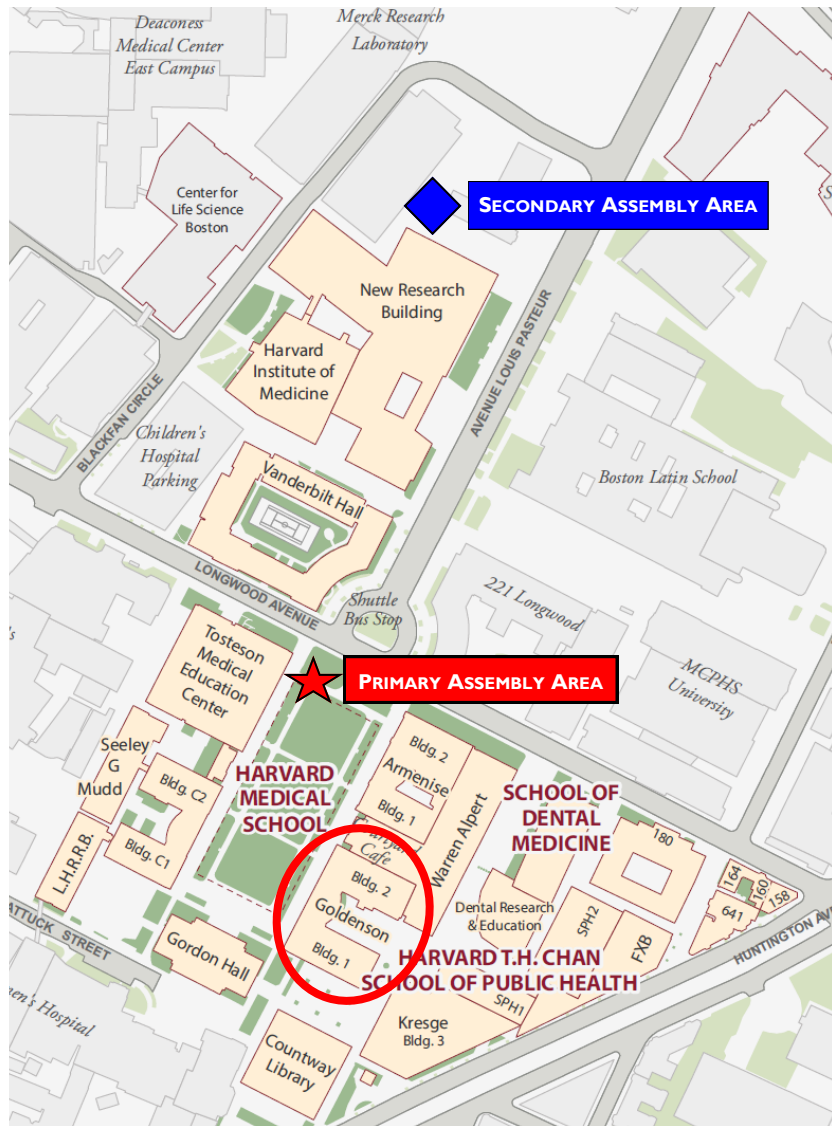 Deaconess
Medical Center
East Campus
Merck Research
Laboratory
Center for
Life Science
Boston
SECONDARY ASSEMBLY AREA
New Research
Building
Harvard
Institute of
Medicine
AVENUE LOUIS PASTEUR
BLACKFAN CIRCLE
Children's
Hospital
Parking
Vanderbilt Hall
Boston Latin School
LONGWOOD AVENUE
Shuttle
Bus Stop
221 Longwood
Tosteson
Medical
Education
Center
PRIMARY ASSEMBLY AREA
MCPHS
University
Seeley
G
Mudd
Bldg. C2
Bldg. C1
L.H.R.R.B.
HARVARD
MEDICAL
SCHOOL
Bldg. 2
Armenise
Bldg. 1
Warren Alpert
SCHOOL OF
DENTAL
MEDICINE
Cafe
Bldg. 2
Goldenson
Bldg. 1
Dental Research
& Education
180
164
160
158
641
SPH2
FXB
HUNTINGTON AV
HARVARD T.H. CHAN
SCHOOL OF PUBLIC HEALTH
SPH1
Kresge
Bldg. 3
ATTUCK STREET
Gordon Hall
en's Hospital
Countway
Library